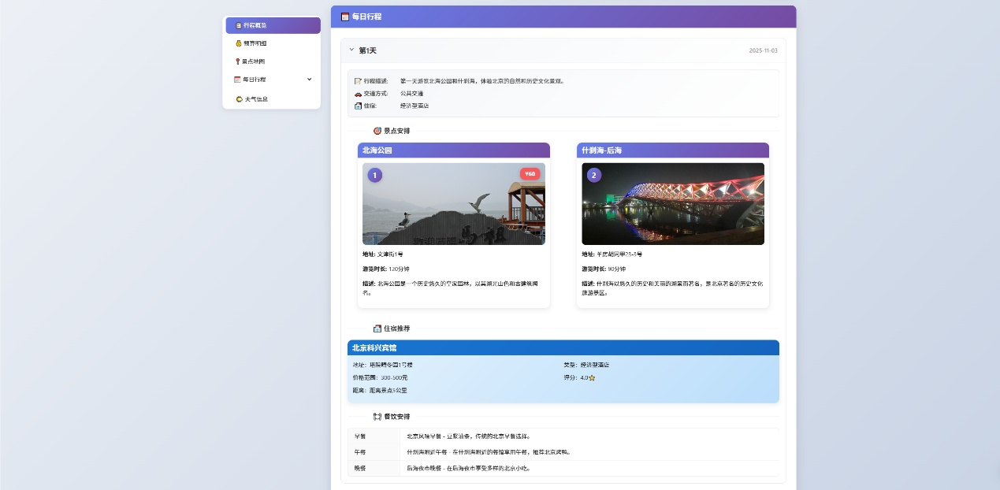 行程概览
预算明细
景点地图
每日行程
天气信息
每日行程
第1天
2025-11-03
行程描述: 第一天游览北海公园和什刹海，体验北京的自然和历史文化景观。
交通方式: 公共交通
住宿: 经济型酒店
景点安排
北海公园
1
¥60
妈祖
地址: 文津街1号
游览时长: 120分钟
描述: 北海公园是一个历史悠久的皇家园林，以其湖光山色和古建筑闻
名。
什刹海-后海
2
地址: 羊房胡同甲23-3号
游览时长: 90分钟
描述: 什刹海以悠久的历史和美丽的湖景而著名，是北京著名的历史文化
旅游景区。
住宿推荐
北京科兴宾馆
地址: 塔院晴冬园1号楼
类型: 经济型酒店
价格范围: 300-500元
评分: 4.0
距离: 距离景点5公里
餐饮安排
早餐 北京风味早餐 - 豆浆油条，传统的北京早餐选择。
午餐 什刹海附近午餐 - 在什刹海附近的餐馆享用午餐，推荐北京烤鸭。
晚餐 后海夜市晚餐 - 在后海夜市享受多样的北京小吃。